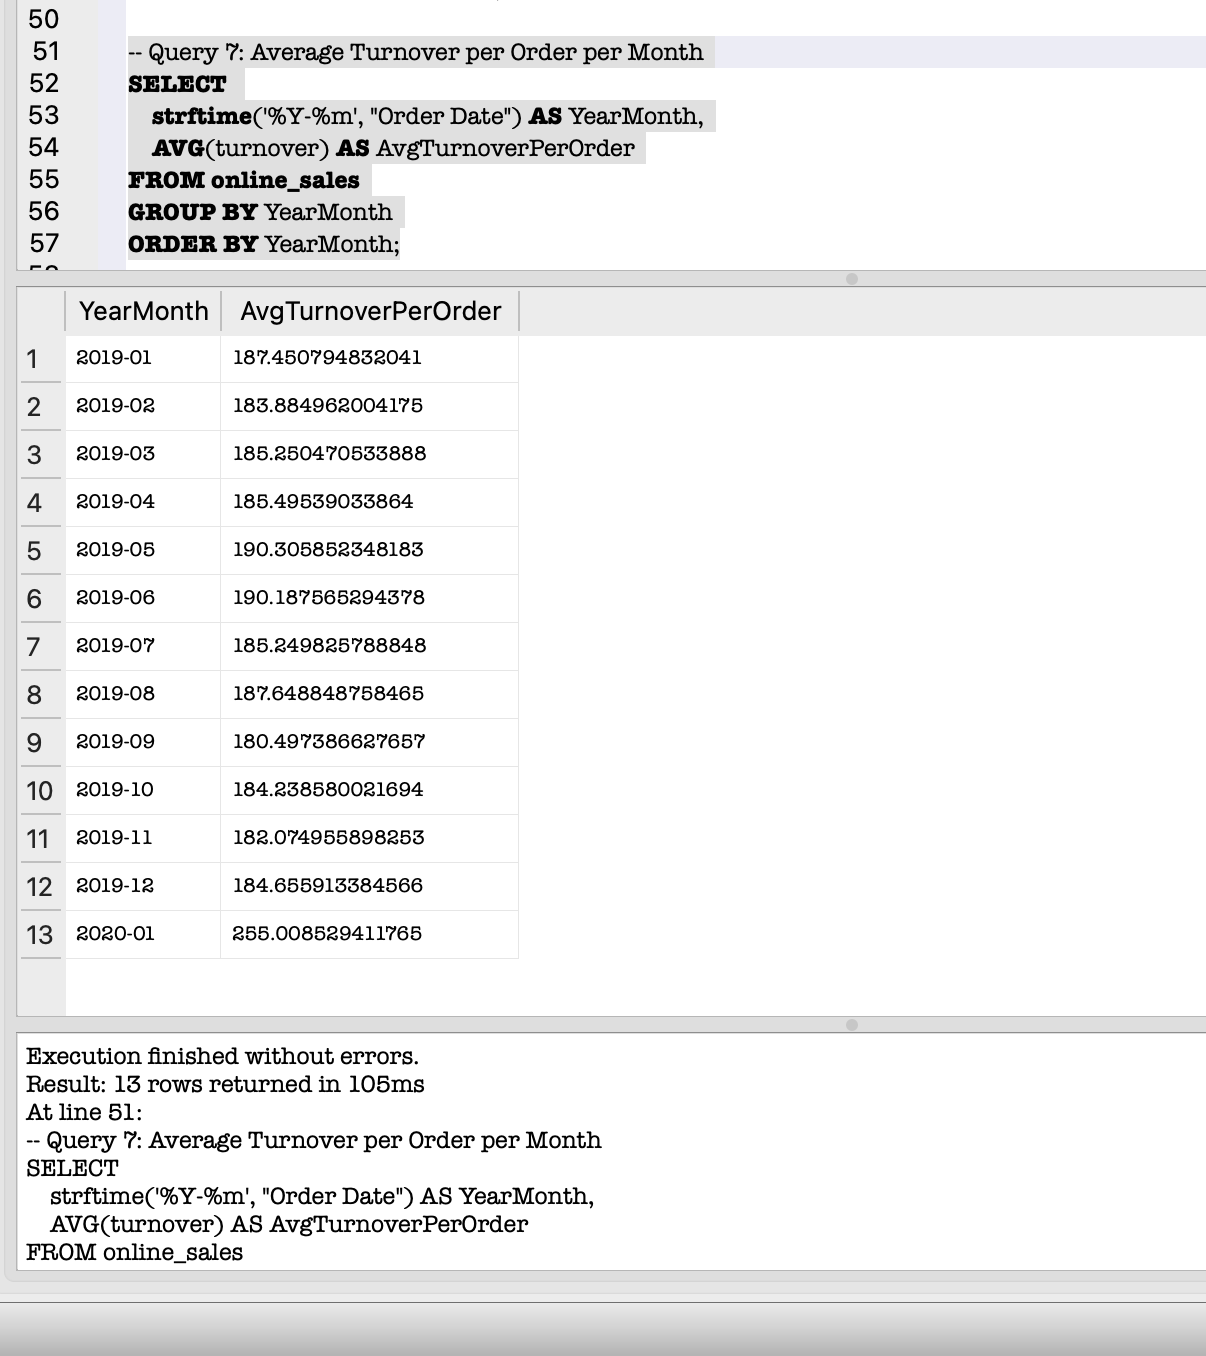 50
51 -- Query 7: Average Turnover per Order per Month
52 SELECT
53 strftime('%Y-%m', "Order Date") AS YearMonth,
54 AVG(turnover) AS AvgTurnoverPerOrder
55 FROM online_sales
56 GROUP BY YearMonth
57 ORDER BY YearMonth;
YearMonth AvgTurnoverPerOrder
1 2019-01 187.450794832041
2 2019-02 183.884962004175
3 2019-03 185.250470533888
4 2019-04 185.49539033864
5 2019-05 190.305852348183
6 2019-06 190.187565294378
7 2019-07 185.249825788848
8 2019-08 187.648848758465
9 2019-09 180.497386627657
10 2019-10 184.238580021694
11 2019-11 182.074955898253
12 2019-12 184.655913384566
13 2020-01 255.008529411765
Execution finished without errors.
Result: 13 rows returned in 105ms
At line 51:
-- Query 7: Average Turnover per Order per Month
SELECT
strftime('%Y-%m', "Order Date") AS YearMonth,
AVG(turnover) AS AvgTurnoverPerOrder
FROM online_sales